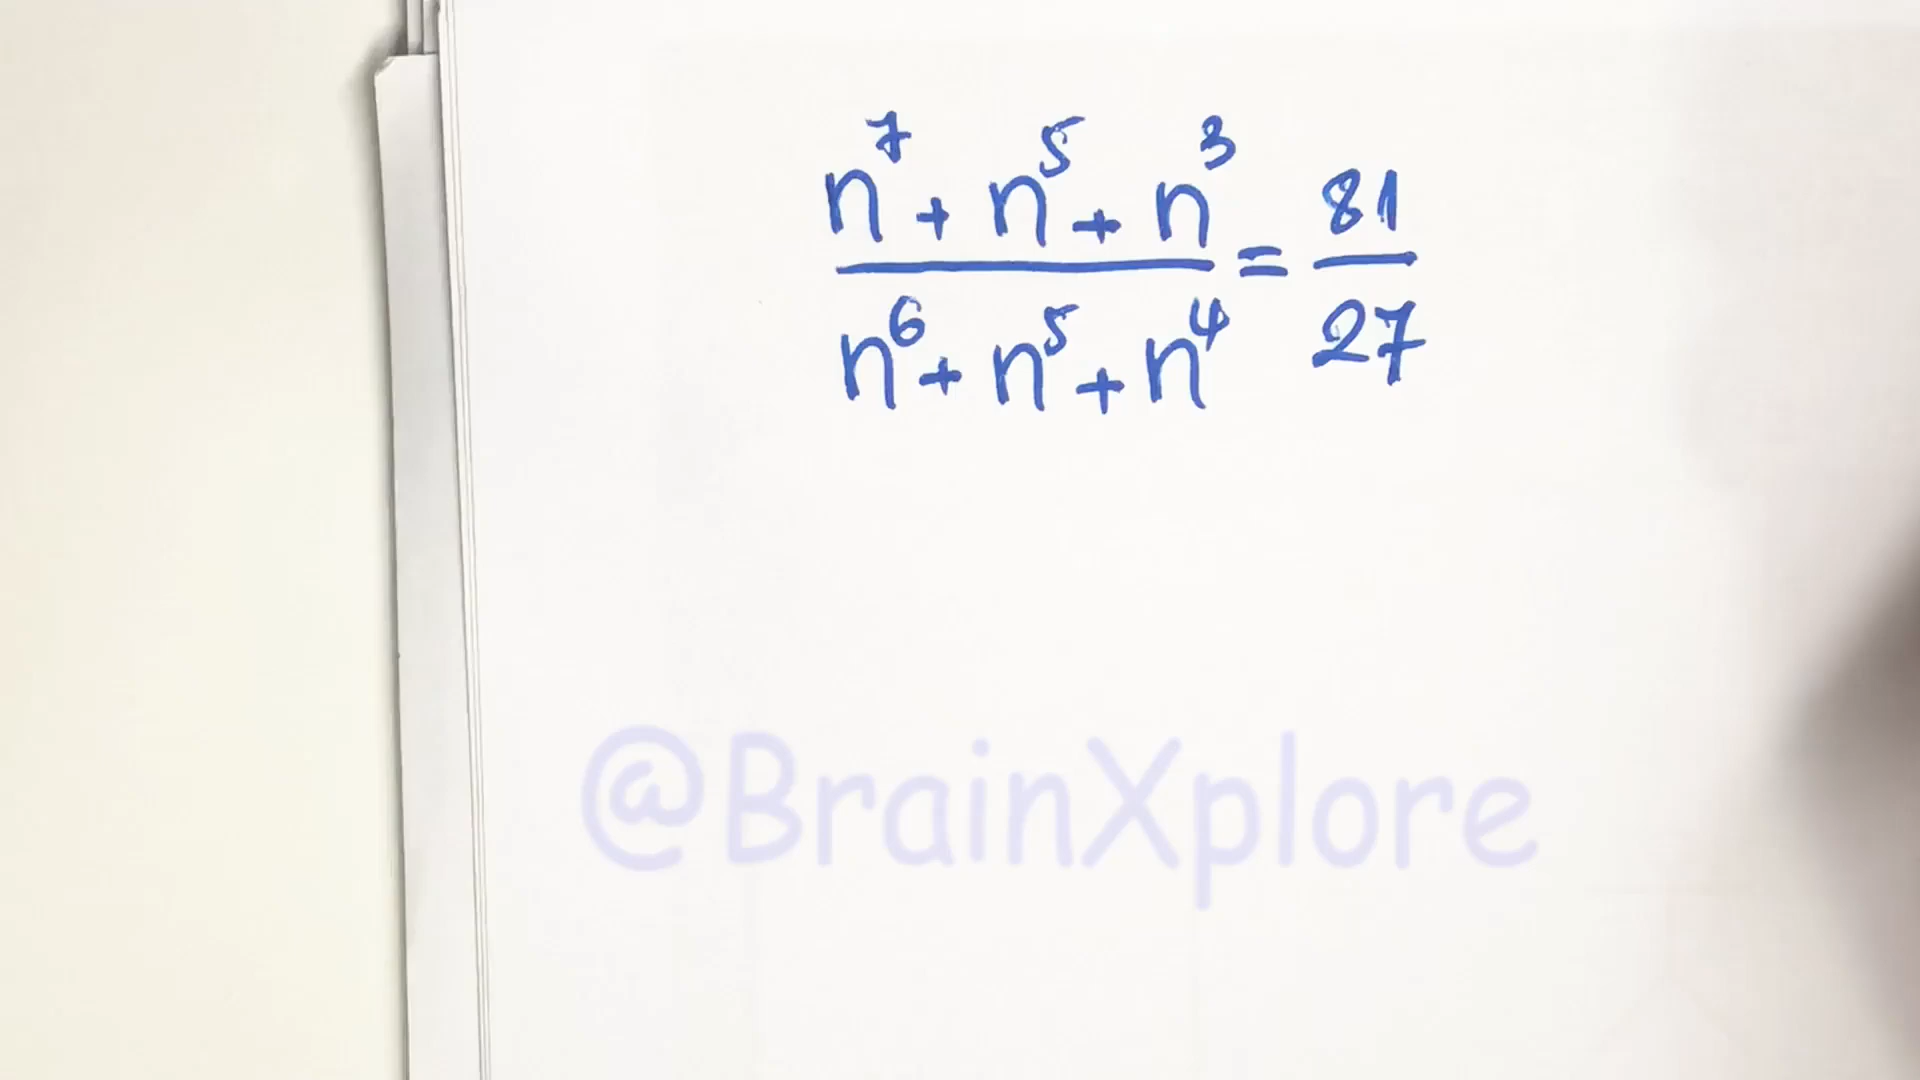 n⁷ + n⁵ + n³ / n⁶ + n⁵ + n⁴ = 81 / 27
@BrainXplore